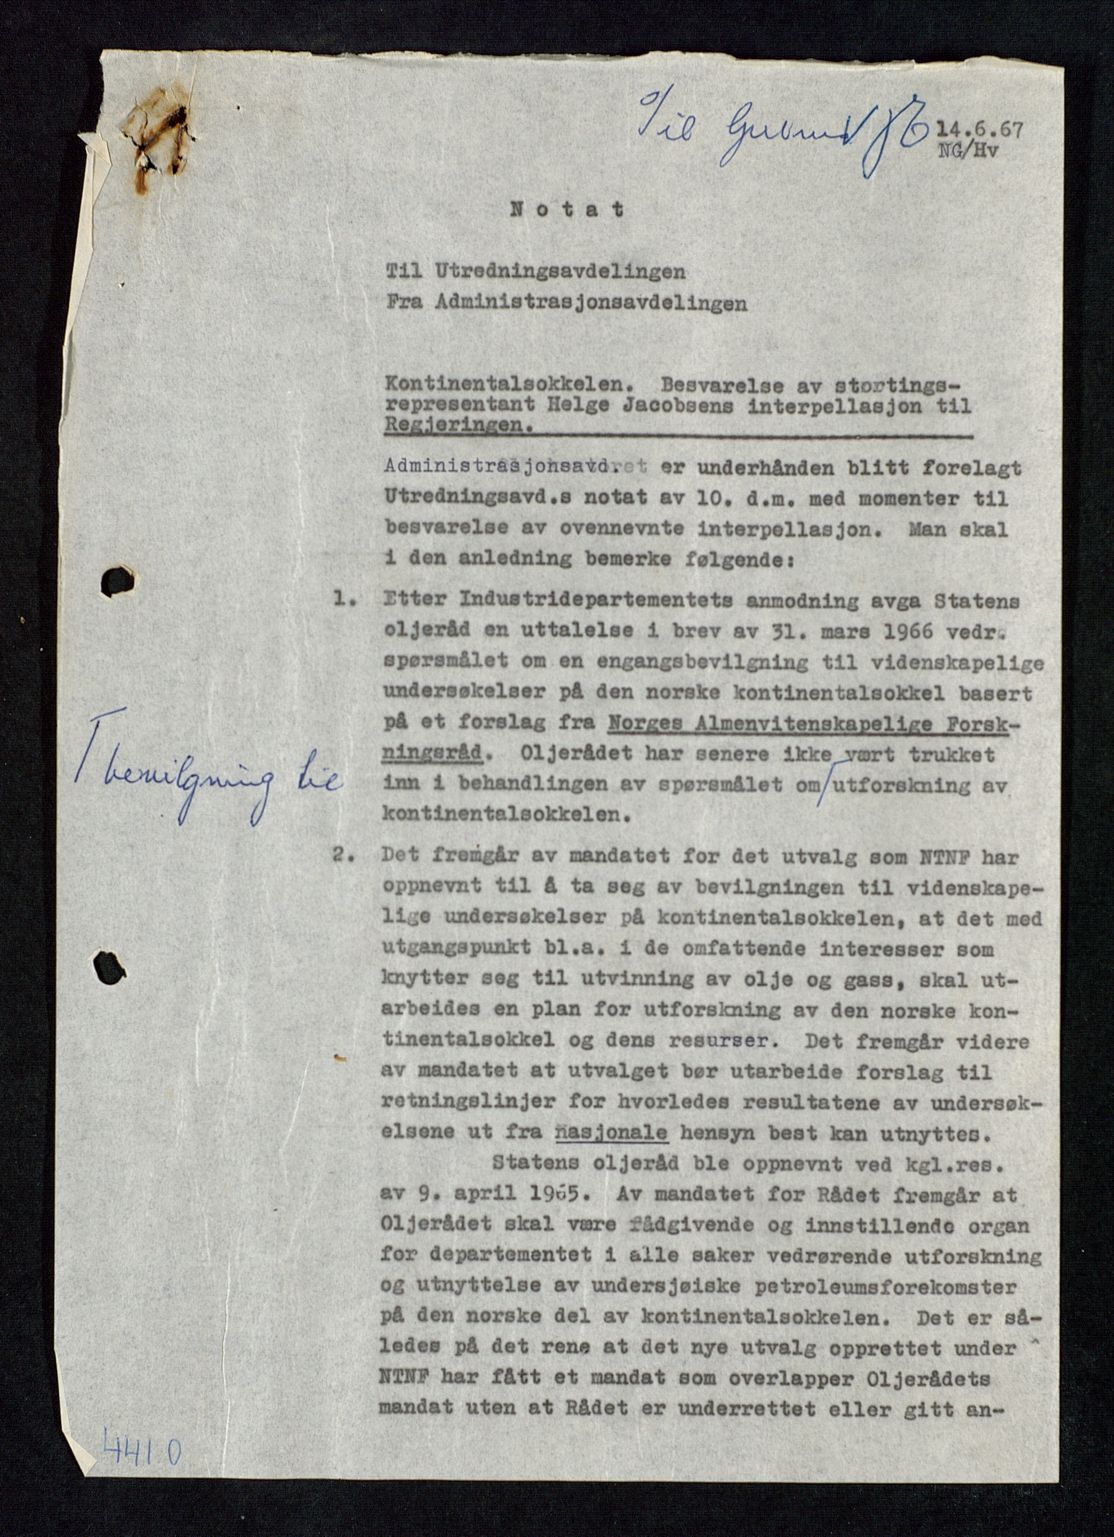 Til Gudmund
14.6.67
NG/Hv
Notat
Til Utredningsavdelingen
Fra Administrasjonsavdelingen
Kontinentalsokkelen. Besvarelse av stortings-
representant Helge Jacobsens interpellasjon til
Regjeringen.
Administrasjonsavd. er underhånden blitt forelagt
Utredningsavd.s notat av 10. d.m. med momenter til
besvarelse av ovennevnte interpellasjon. Man skal
i den anledning bemerke følgende:
1. Etter Industridepartementets anmodning avga Statens
oljeråd en uttalelse i brev av 31. mars 1966 vedr.
spørsmålet om en engangsbevilgning til videnskapelige
undersøkelser på den norske kontinentalsokkel basert
på et forslag fra Norges Almenvitenskapelige Forsk-
ningsråd. Oljerådet har senere ikke vært trukket
bevilgning til
inn i behandlingen av spørsmålet om utforskning av
kontinentalsokkelen.
2. Det fremgår av mandatet for det utvalg som NTNF har
oppnevnt til å ta seg av bevilgningen til videnskape-
lige undersøkelser på kontinentalsokkelen, at det med
utgangspunkt bl.a. i de omfattende interesser som
knytter seg til utvinning av olje og gass, skal ut-
arbeides en plan for utforskning av den norske kon-
tinentalsokkel og dens resurser. Det fremgår videre
av mandatet at utvalget bør utarbeide forslag til
retningslinjer for hvorledes resultatene av undersøk-
elsene ut fra nasjonale hensyn best kan utnyttes.
Statens oljeråd ble oppnevnt ved kgl.res.
av 9. april 1965. Av mandatet for Rådet fremgår at
Oljerådet skal være rådgivende og innstillende organ
for departementet i alle saker vedrørende utforskning
og utnyttelse av undersjøiske petroleumsforekomster
på den norske del av kontinentalsokkelen. Det er så-
ledes på det rene at det nye utvalg opprettet under
NTNF har fått et mandat som overlapper Oljerådets
mandat uten at Rådet er underrettet eller gitt an-
4410